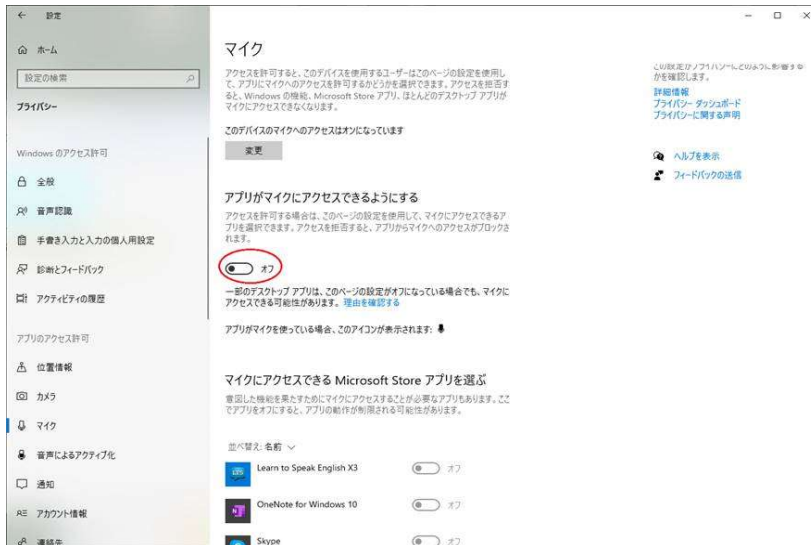 ← 設定
ホーム
設定の検索
プライバシー
Windows のアクセス許可
全般
音声認識
手書き入力と入力の個人用設定
診断とフィードバック
アクティビティの履歴
アプリのアクセス許可
位置情報
カメラ
マイク
音声によるアクティブ化
通知
アカウント情報
連絡先
マイク
アクセスを許可すると、このデバイスを使用するユーザーはこのページの設定を使用し
て、アプリにマイクへのアクセスを許可するかどうかを選択できます。アクセスを拒否す
ると、Windows の機能、Microsoft Store アプリ、ほとんどのデスクトップ アプリが
マイクにアクセスできなくなります。
このデバイスのマイクへのアクセスはオンになっています
変更
アプリがマイクにアクセスできるようにする
アクセスを許可する場合は、このページの設定を使用して、マイクにアクセスできるア
プリを選択できます。アクセスを拒否すると、アプリからマイクへのアクセスがブロックさ
れます。
オフ
一部のデスクトップ アプリは、このページの設定がオフになっている場合でも、マイクに
アクセスできる可能性があります。 理由を確認する
アプリがマイクを使っている場合、このアイコンが表示されます:
マイクにアクセスできる Microsoft Store アプリを選ぶ
意図した機能を果たすためにマイクにアクセスすることが必要なアプリもあります。ここ
でアプリをオフにすると、アプリの動作が制限される可能性があります。
並べ替え: 名前
Learn to Speak English X3 オフ
OneNote for Windows 10 オフ
Skype オフ
この設定がプライバシーにどのように影響する
かを確認します。
詳細情報
プライバシー ダッシュボード
プライバシーに関する声明
ヘルプを表示
フィードバックの送信